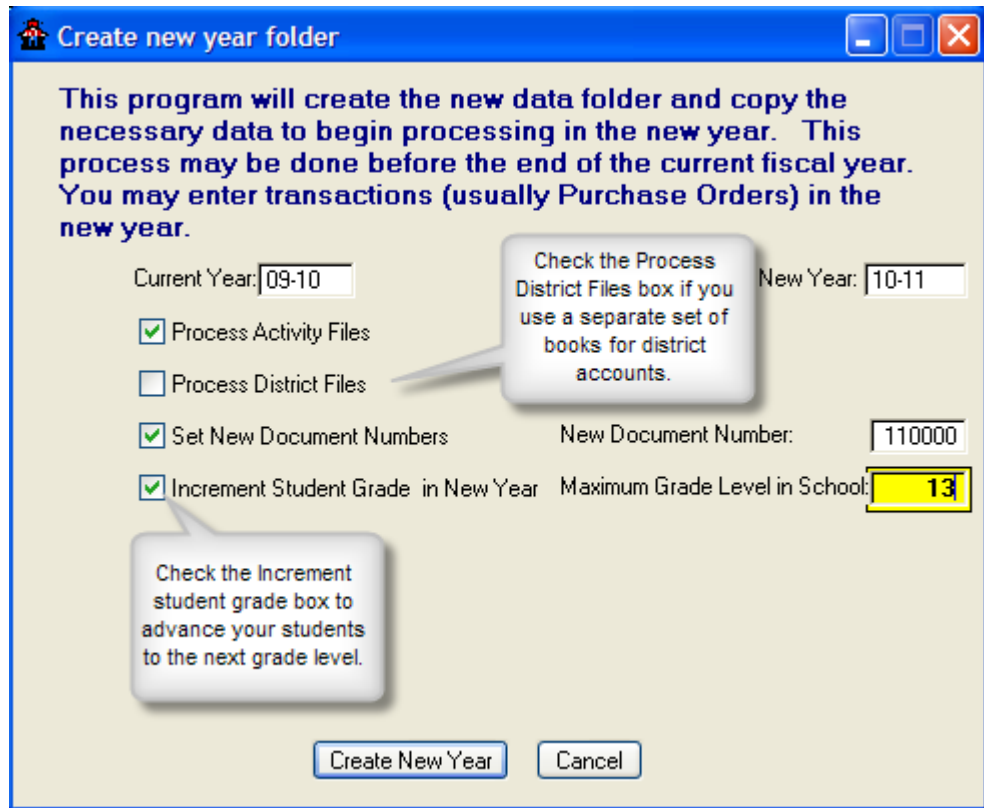 Create new year folder
This program will create the new data folder and copy the
necessary data to begin processing in the new year. This
process may be done before the end of the current fiscal year.
You may enter transactions (usually Purchase Orders) in the
new year.
Current Year: 09-10
New Year: 10-11
Check the Process
District Files box if you
use a separate set of
books for district
accounts.
Process Activity Files
Process District Files
Set New Document Numbers
New Document Number: 110000
Increment Student Grade in New Year
Maximum Grade Level in School: 13
Check the Increment
student grade box to
advance your students
to the next grade level.
Create New Year
Cancel